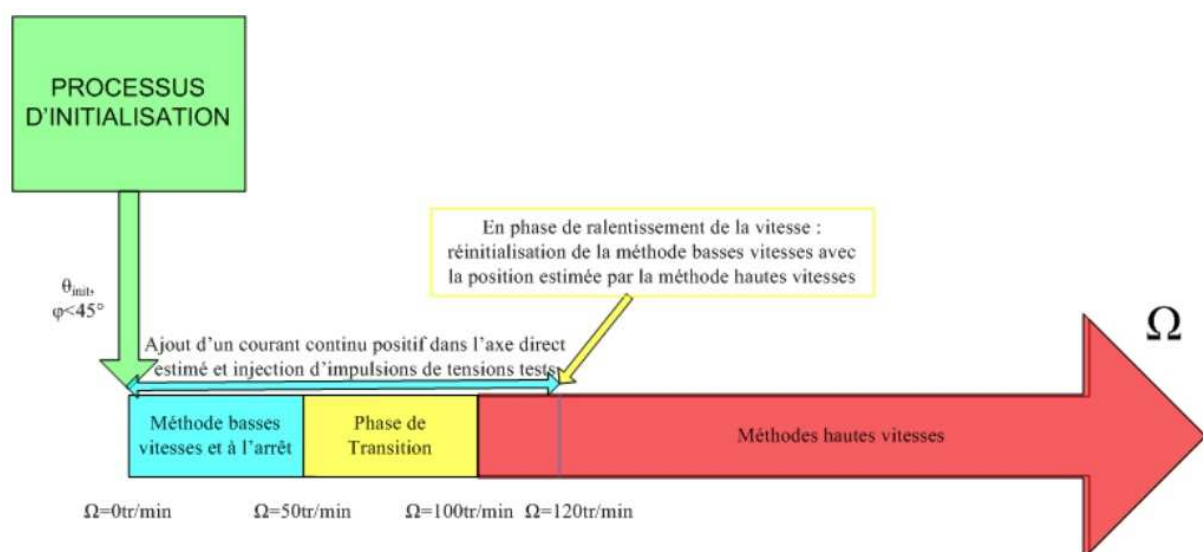 PROCESSUS
D'INITIALISATION
En phase de ralentissement de la vitesse :
réinitialisation de la méthode basses vitesses avec
la position estimée par la méthode hautes vitesses
θinit,
φ<45°
Ω
Ajout d'un courant continu positif dans l'axe direct
estimé et injection d'impulsions de tensions tests
Méthode basses
vitesses et à l'arrêt
Phase de
Transition
Méthodes hautes vitesses
Ω=0tr/min
Ω=50tr/min
Ω=100tr/min
Ω=120tr/min